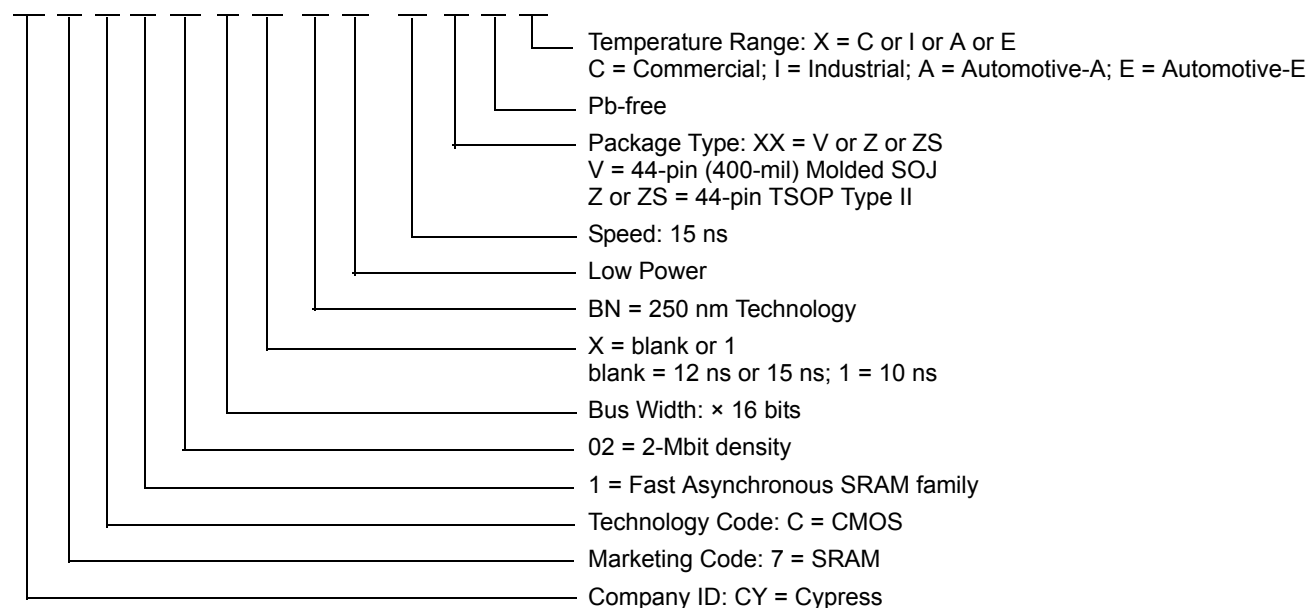 Temperature Range: X = C or I or A or E
C = Commercial; I = Industrial; A = Automotive-A; E = Automotive-E
Pb-free
Package Type: XX = V or Z or ZS
V = 44-pin (400-mil) Molded SOJ
Z or ZS = 44-pin TSOP Type II
Speed: 15 ns
Low Power
BN = 250 nm Technology
X = blank or 1
blank = 12 ns or 15 ns; 1 = 10 ns
Bus Width: × 16 bits
02 = 2-Mbit density
1 = Fast Asynchronous SRAM family
Technology Code: C = CMOS
Marketing Code: 7 = SRAM
Company ID: CY = Cypress